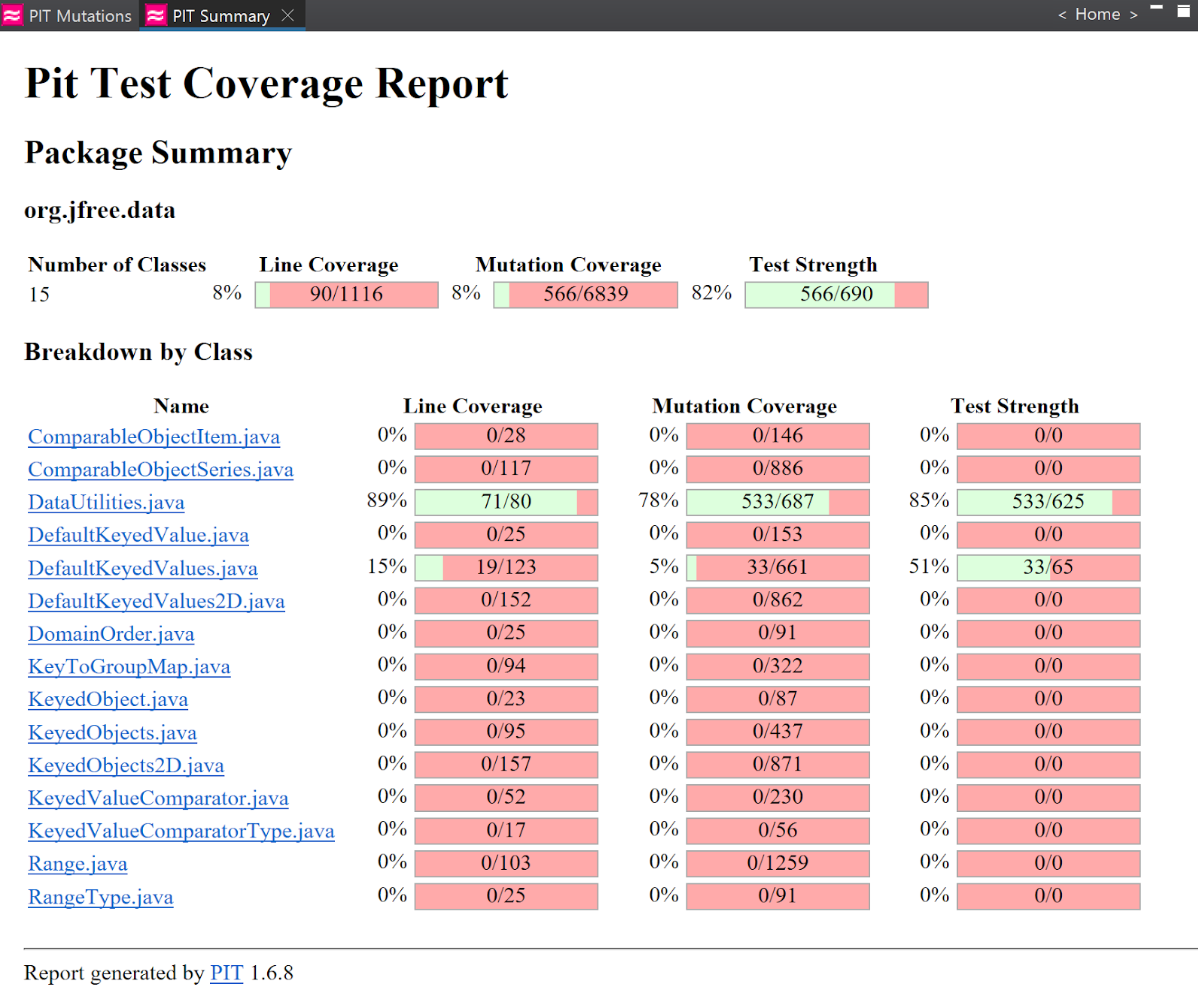 PIT Mutations PIT Summary < Home >
Pit Test Coverage Report
Package Summary
org.jfree.data
Number of Classes Line Coverage Mutation Coverage Test Strength
15 8% 90/1116 8% 566/6839 82% 566/690
Breakdown by Class
Name Line Coverage Mutation Coverage Test Strength
ComparableObjectItem.java 0% 0/28 0% 0/146 0% 0/0
ComparableObjectSeries.java 0% 0/117 0% 0/886 0% 0/0
DataUtilities.java 89% 71/80 78% 533/687 85% 533/625
DefaultKeyedValue.java 0% 0/25 0% 0/153 0% 0/0
DefaultKeyedValues.java 15% 19/123 5% 33/661 51% 33/65
DefaultKeyedValues2D.java 0% 0/152 0% 0/862 0% 0/0
DomainOrder.java 0% 0/25 0% 0/91 0% 0/0
KeyToGroupMap.java 0% 0/94 0% 0/322 0% 0/0
KeyedObject.java 0% 0/23 0% 0/87 0% 0/0
KeyedObjects.java 0% 0/95 0% 0/437 0% 0/0
KeyedObjects2D.java 0% 0/157 0% 0/871 0% 0/0
KeyedValueComparator.java 0% 0/52 0% 0/230 0% 0/0
KeyedValueComparatorType.java 0% 0/17 0% 0/56 0% 0/0
Range.java 0% 0/103 0% 0/1259 0% 0/0
RangeType.java 0% 0/25 0% 0/91 0% 0/0
Report generated by PIT 1.6.8